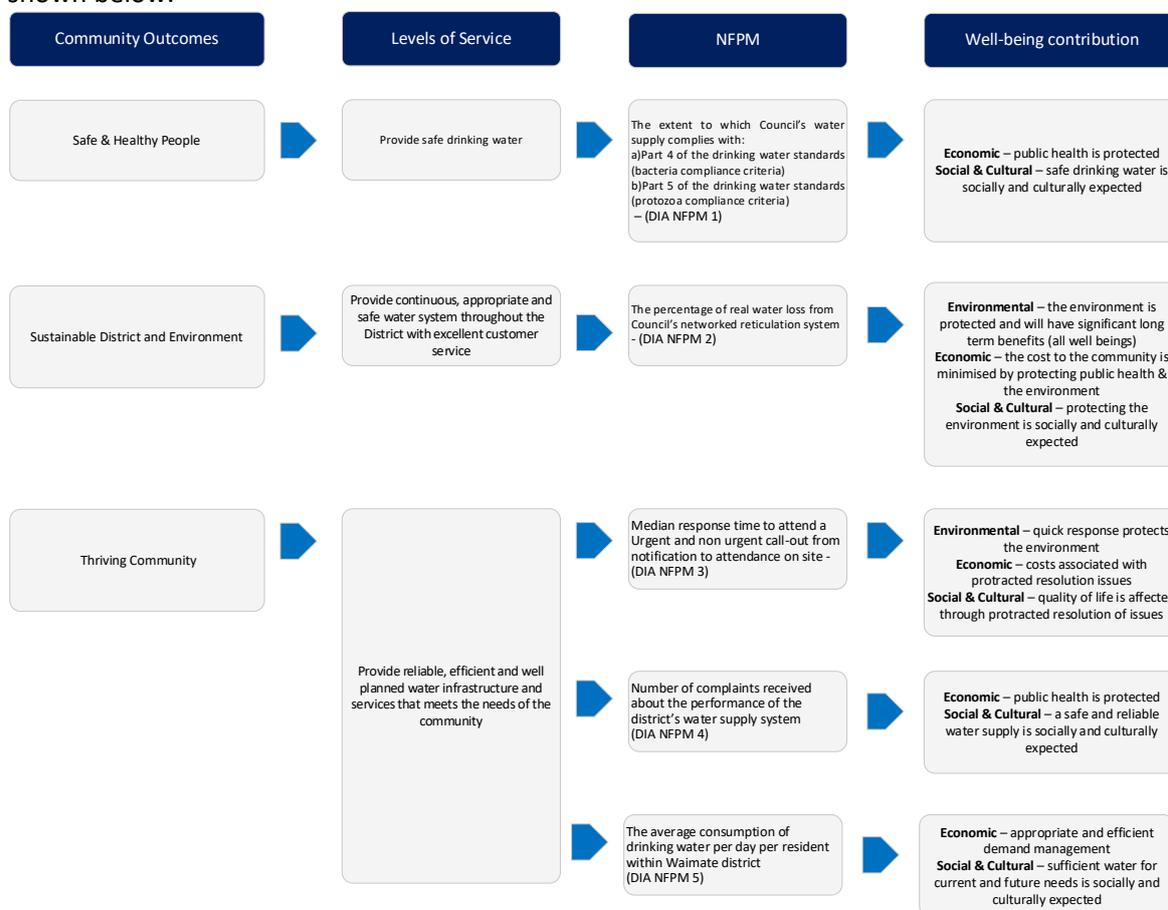 shown below:
Community Outcomes
Levels of Service
NFPM
Well-being contribution
Safe & Healthy People
Provide safe drinking water
The extent to which Council's water
supply complies with:
a)Part 4 of the drinking water standards
(bacteria compliance criteria)
b)Part 5 of the drinking water standards
(protozoa compliance criteria)
– (DIA NFPM 1)
Economic – public health is protected
Social & Cultural – safe drinking water is
socially and culturally expected
Sustainable District and Environment
Provide continuous, appropriate and
safe water system throughout the
District with excellent customer
service
The percentage of real water loss from
Council's networked reticulation system
- (DIA NFPM 2)
Environmental – the environment is
protected and will have significant long
term benefits (all well beings)
Economic – the cost to the community is
minimised by protecting public health &
the environment
Social & Cultural – protecting the
environment is socially and culturally
expected
Thriving Community
Provide reliable, efficient and well
planned water infrastructure and
services that meets the needs of the
community
Median response time to attend a
Urgent and non urgent call-out from
notification to attendance on site -
(DIA NFPM 3)
Environmental – quick response protects
the environment
Economic – costs associated with
protracted resolution issues
Social & Cultural – quality of life is affecte
through protracted resolution of issues
Number of complaints received
about the performance of the
district's water supply system
(DIA NFPM 4)
Economic – public health is protected
Social & Cultural – a safe and reliable
water supply is socially and culturally
expected
The average consumption of
drinking water per day per resident
within Waimate district
(DIA NFPM 5)
Economic – appropriate and efficient
demand management
Social & Cultural – sufficient water for
current and future needs is socially and
culturally expected